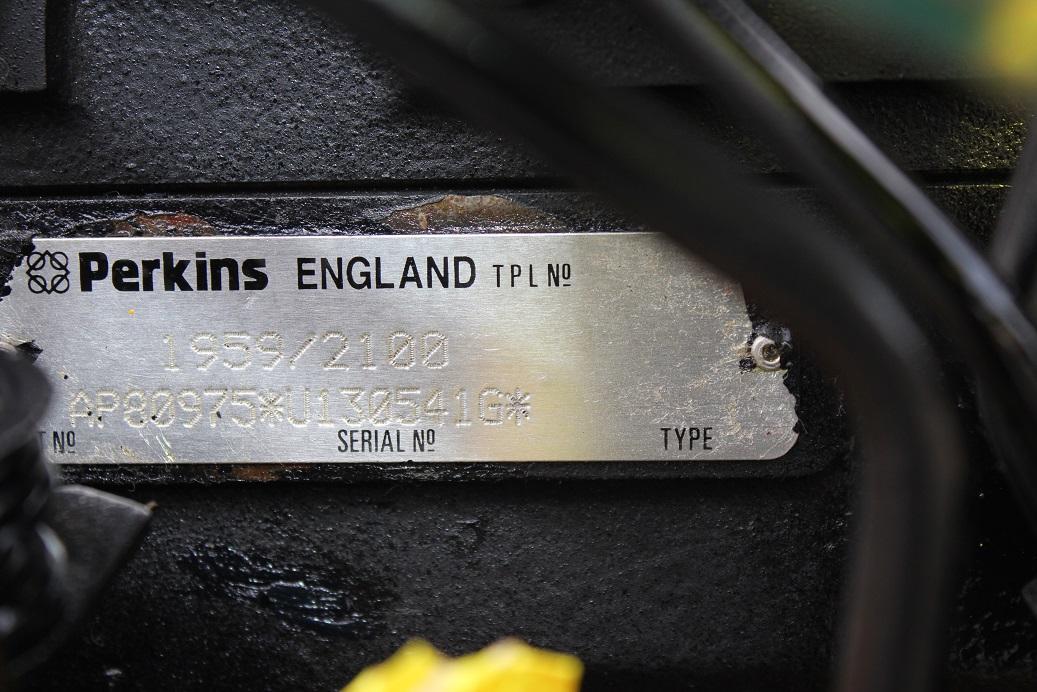 Perkins ENGLAND TPL Nº
1959/2100
AP80975*U130541G*
T Nº SERIAL Nº TYPE